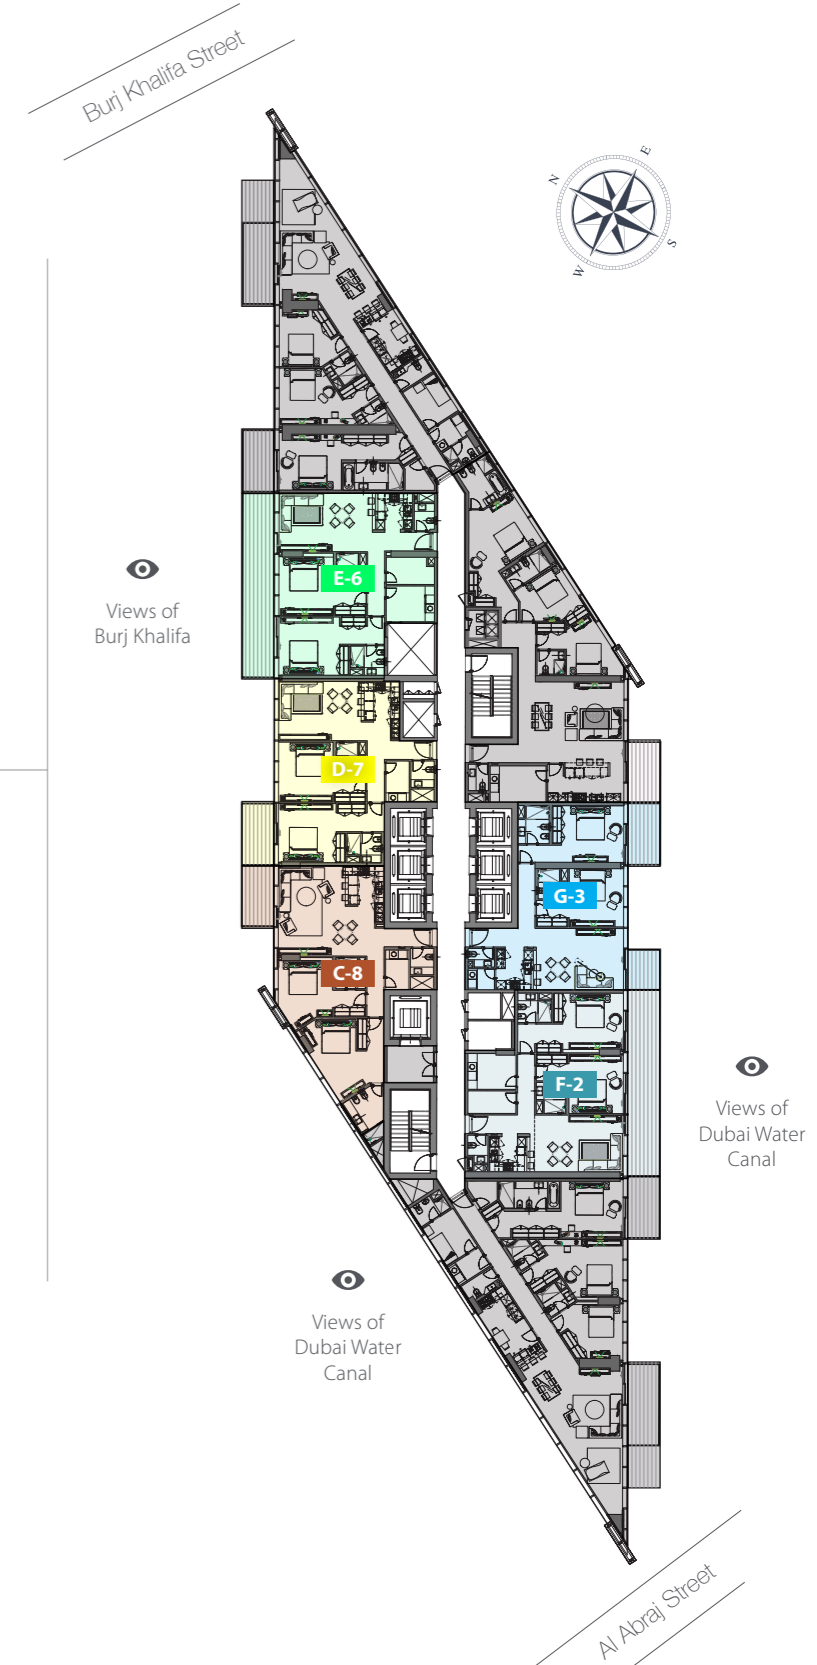 Burj Khalifa Street
E
N
S
W
E-6
Views of
Burj Khalifa
D-7
G-3
C-8
F-2
Views of
Dubai Water
Canal
Views of
Dubai Water
Canal
Al Abraj Street